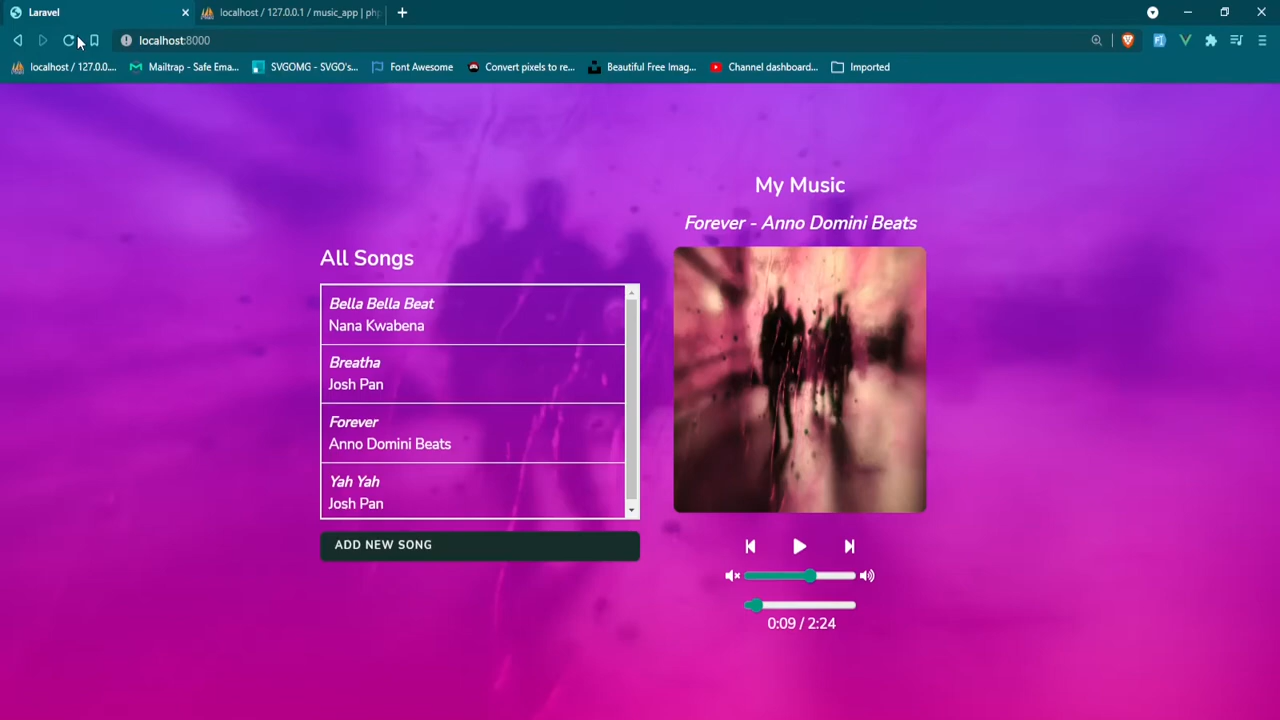 Laravel
localhost / 127.0.0.1 / music_app | php
localhost:8000
localhost / 127.0.0....
Mailtrap - Safe Ema...
SVGOMG - SVGO's...
Font Awesome
Convert pixels to re...
Beautiful Free Imag...
Channel dashboard...
Imported
My Music
Forever - Anno Domini Beats
All Songs
Bella Bella Beat
Nana Kwabena
Breatha
Josh Pan
Forever
Anno Domini Beats
Yah Yah
Josh Pan
ADD NEW SONG
0:09 / 2:24